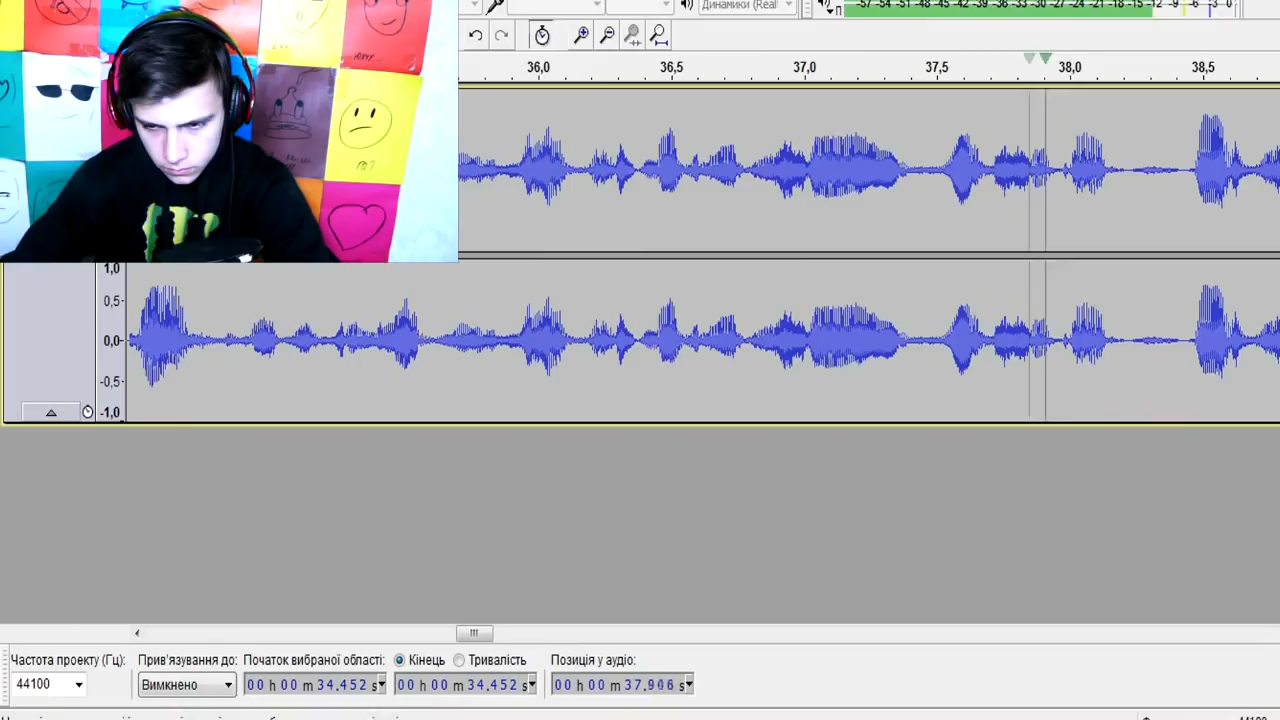 Динамики (Real
-57 -54 -51 -48 -45 -42 -39 -36 -33 -30 -27 -24 -21 -18 -15 -12 -9 -6 -3 0
36,0 36,5 37,0 37,5 38,0 38,5
1,0
0,5
0,0
-0,5
-1,0
Частота проекту (Гц): Прив'язування до: Початок вибраної області: Кінець Тривалість Позиція у аудіо:
44100 Вимкнено 00 h 00 m 34.452 s 00 h 00 m 34.452 s 00 h 00 m 37.906 s